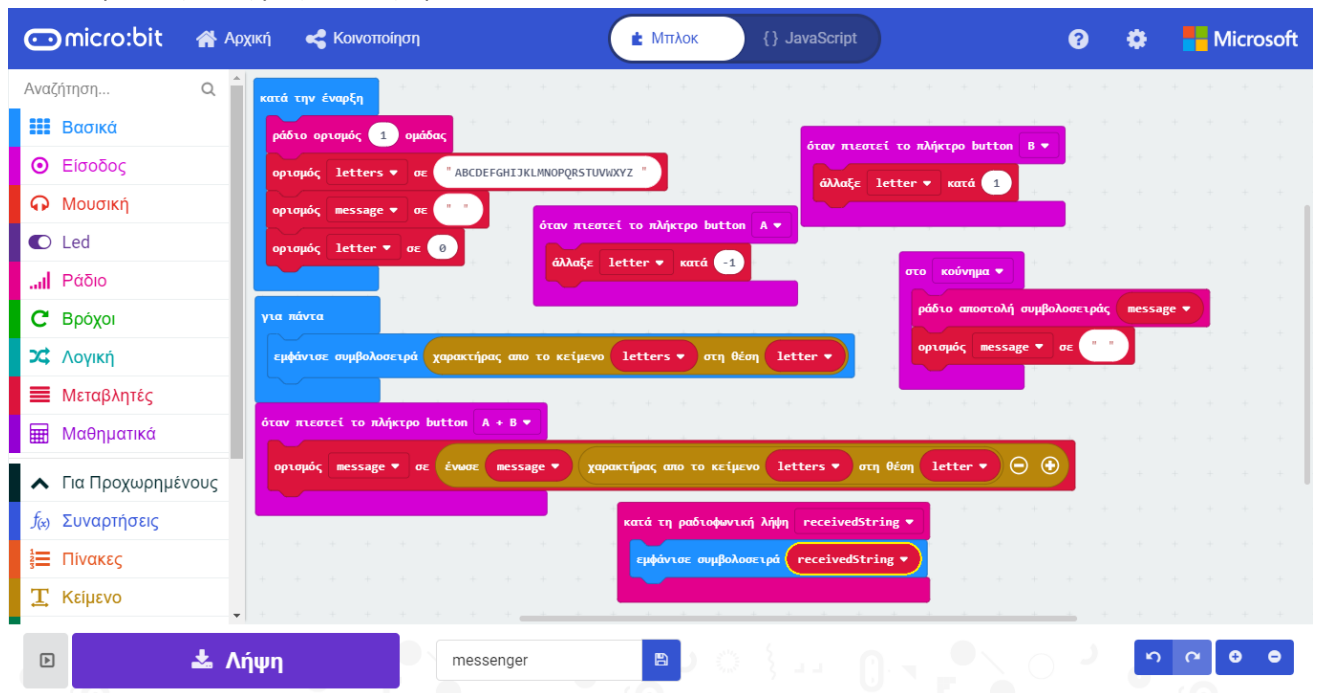 micro:bit Αρχική Κοινοποίηση Μπλοκ {} JavaScript ? Microsoft
Αναζήτηση...
Βασικά
Είσοδος
Μουσική
Led
Ράδιο
Βρόχοι
Λογική
Μεταβλητές
Μαθηματικά
Για Προχωρημένους
f(x) Συναρτήσεις
Πίνακες
Κείμενο
κατά την έναρξη
ράδιο ορισμός 1 ομάδας
ορισμός letters σε " ABCDEFGHIJKLMNOPQRSTUVWXYZ "
ορισμός message σε " "
ορισμός letter σε 0
όταν πιεστεί το πλήκτρο button A
άλλαξε letter κατά -1
όταν πιεστεί το πλήκτρο button B
άλλαξε letter κατά 1
στο κούνημα
ράδιο αποστολή συμβολοσειράς message
ορισμός message σε " "
για πάντα
εμφάνισε συμβολοσειρά χαρακτήρας απο το κείμενο letters στη θέση letter
όταν πιεστεί το πλήκτρο button A + B
ορισμός message σε ένωσε message χαρακτήρας απο το κείμενο letters στη θέση letter
κατά τη ραδιοφωνική λήψη receivedString
εμφάνισε συμβολοσειρά receivedString
Λήψη messenger